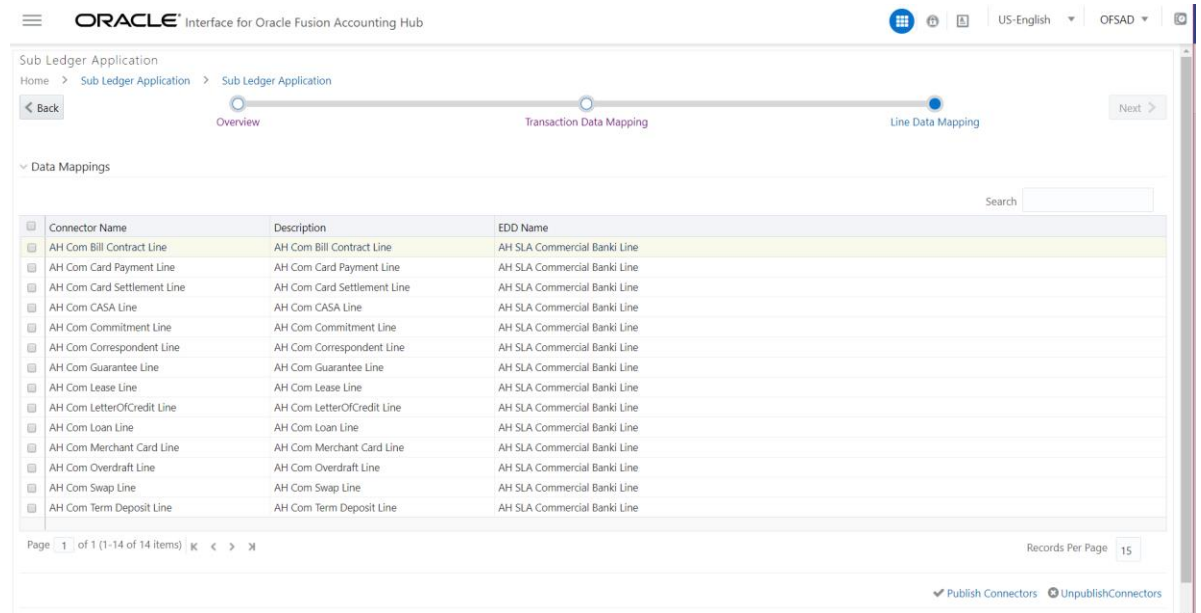 ORACLE® Interface for Oracle Fusion Accounting Hub US-English OFSAD
Sub Ledger Application
Home > Sub Ledger Application > Sub Ledger Application
< Back Next >
Overview Transaction Data Mapping Line Data Mapping
Data Mappings
Search
Connector Name Description EDD Name
AH Com Bill Contract Line AH Com Bill Contract Line AH SLA Commercial Banki Line
AH Com Card Payment Line AH Com Card Payment Line AH SLA Commercial Banki Line
AH Com Card Settlement Line AH Com Card Settlement Line AH SLA Commercial Banki Line
AH Com CASA Line AH Com CASA Line AH SLA Commercial Banki Line
AH Com Commitment Line AH Com Commitment Line AH SLA Commercial Banki Line
AH Com Correspondent Line AH Com Correspondent Line AH SLA Commercial Banki Line
AH Com Guarantee Line AH Com Guarantee Line AH SLA Commercial Banki Line
AH Com Lease Line AH Com Lease Line AH SLA Commercial Banki Line
AH Com LetterOfCredit Line AH Com LetterOfCredit Line AH SLA Commercial Banki Line
AH Com Loan Line AH Com Loan Line AH SLA Commercial Banki Line
AH Com Merchant Card Line AH Com Merchant Card Line AH SLA Commercial Banki Line
AH Com Overdraft Line AH Com Overdraft Line AH SLA Commercial Banki Line
AH Com Swap Line AH Com Swap Line AH SLA Commercial Banki Line
AH Com Term Deposit Line AH Com Term Deposit Line AH SLA Commercial Banki Line
Page 1 of 1 (1-14 of 14 items) Records Per Page 15
Publish Connectors UnpublishConnectors